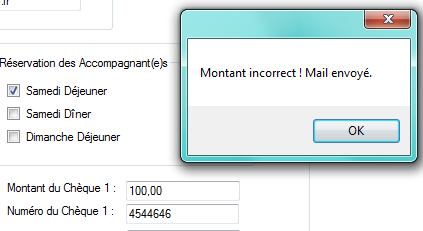 .fr
Réservation des Accompagnant(e)s
Samedi Déjeuner
Samedi Dîner
Dimanche Déjeuner
Montant du Chèque 1 : 100,00
Numéro du Chèque 1 : 4544646
Montant incorrect ! Mail envoyé.
OK